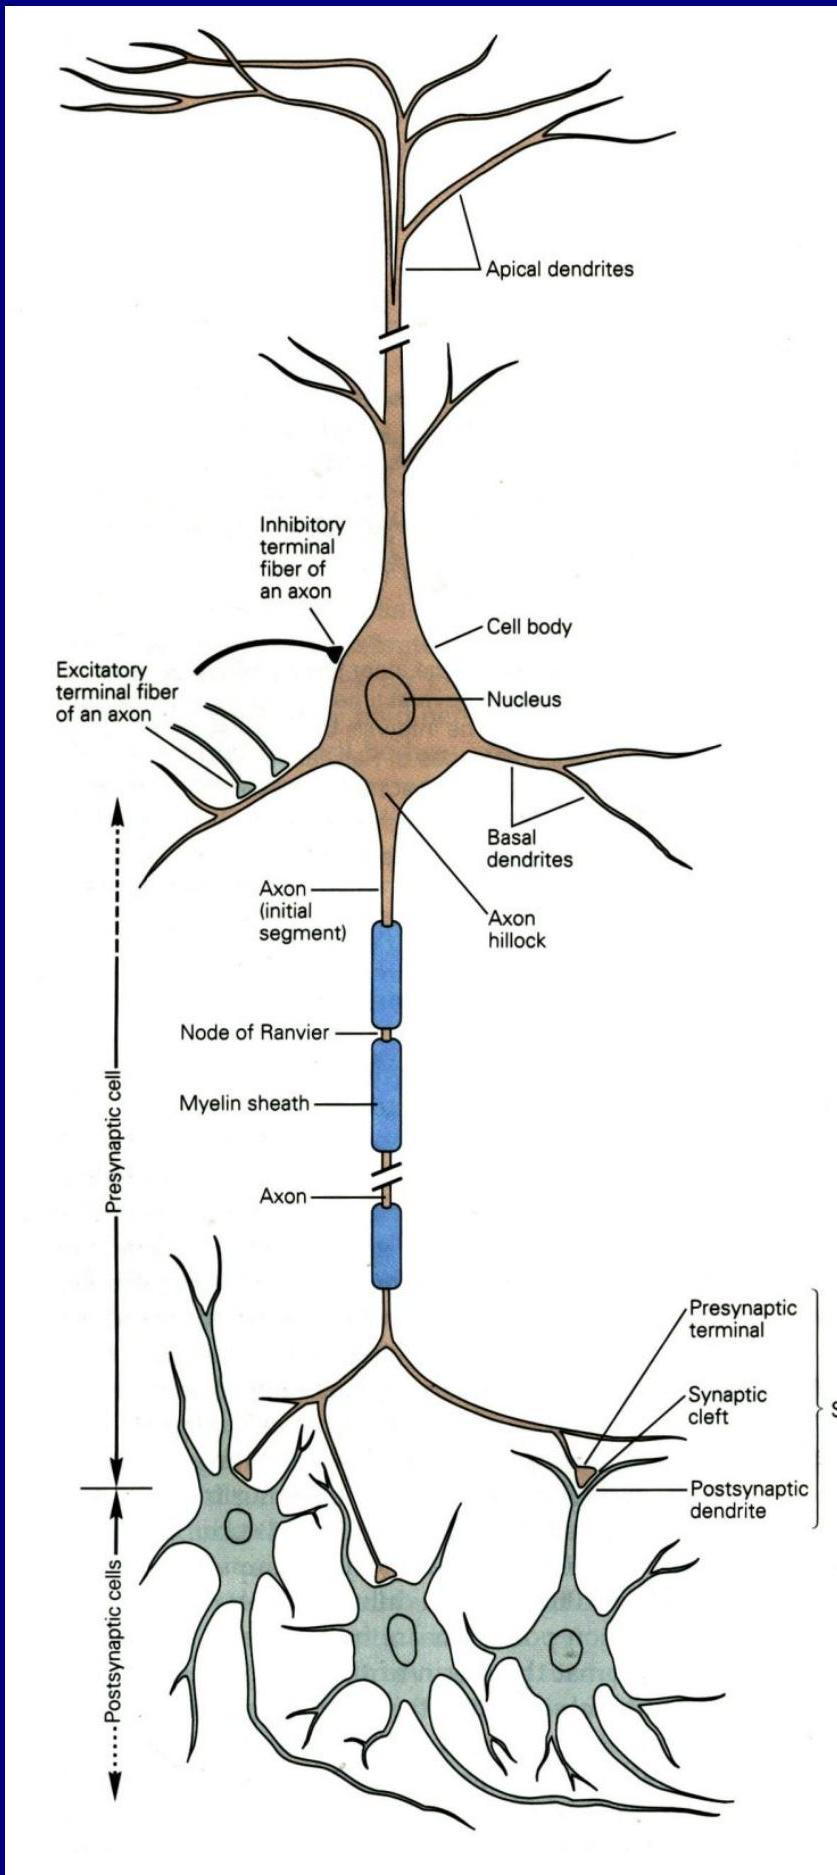 Apical dendrites
Inhibitory
terminal
fiber of
an axon
Cell body
Excitatory
terminal fiber
of an axon
Nucleus
Basal
dendrites
Axon
(initial
segment)
Axon
hillock
Node of Ranvier
Myelin sheath
Presynaptic cell
Axon
Presynaptic
terminal
Synaptic
cleft
S
Postsynaptic
dendrite
Postsynaptic cells